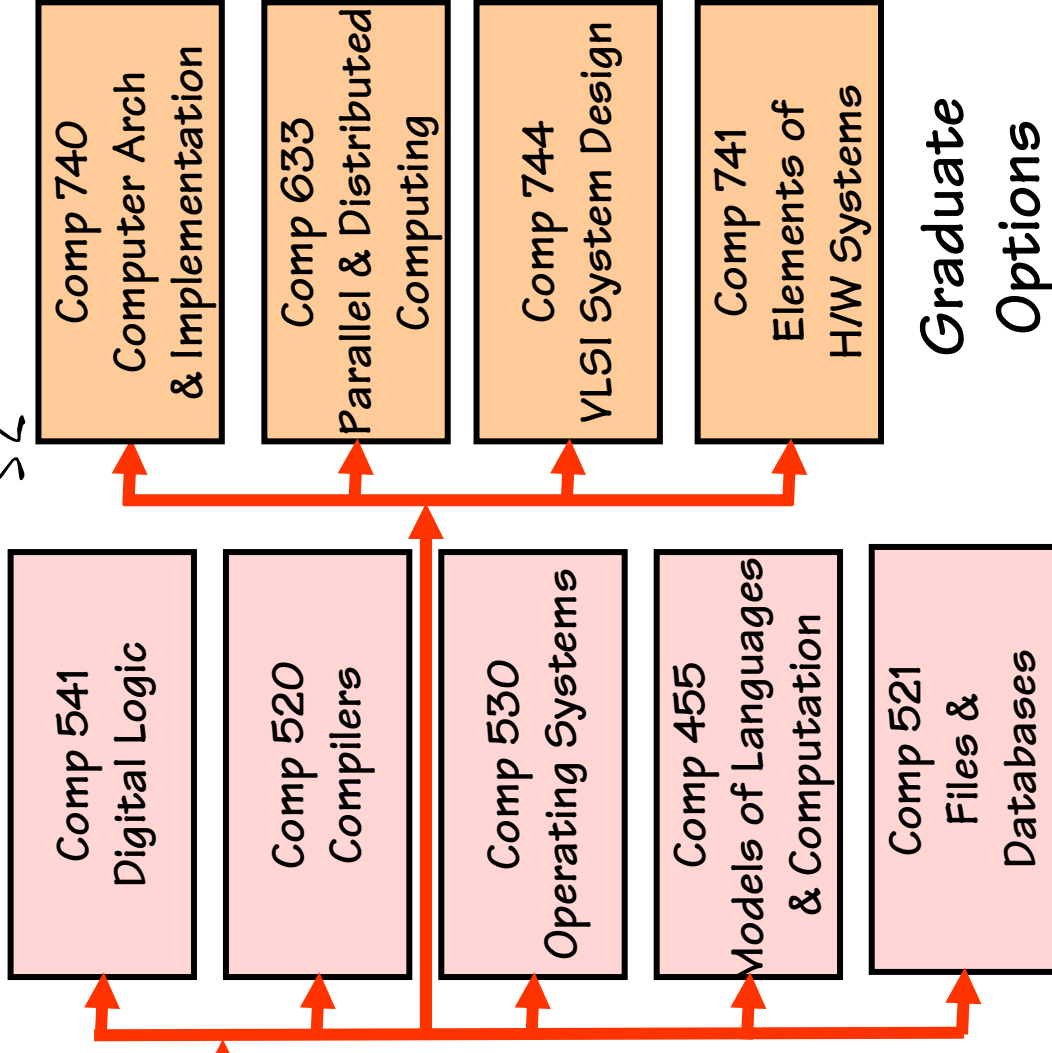 Comp 541
Digital Logic
Comp 520
Compilers
Comp 530
Operating Systems
Comp 455
Models of Languages
& Computation
Comp 521
Files &
Databases
Comp 740
Computer Arch
& Implementation
Comp 633
Parallel & Distributed
Computing
Comp 744
VLSI System Design
Comp 741
Elements of
H/W Systems
Graduate
Options